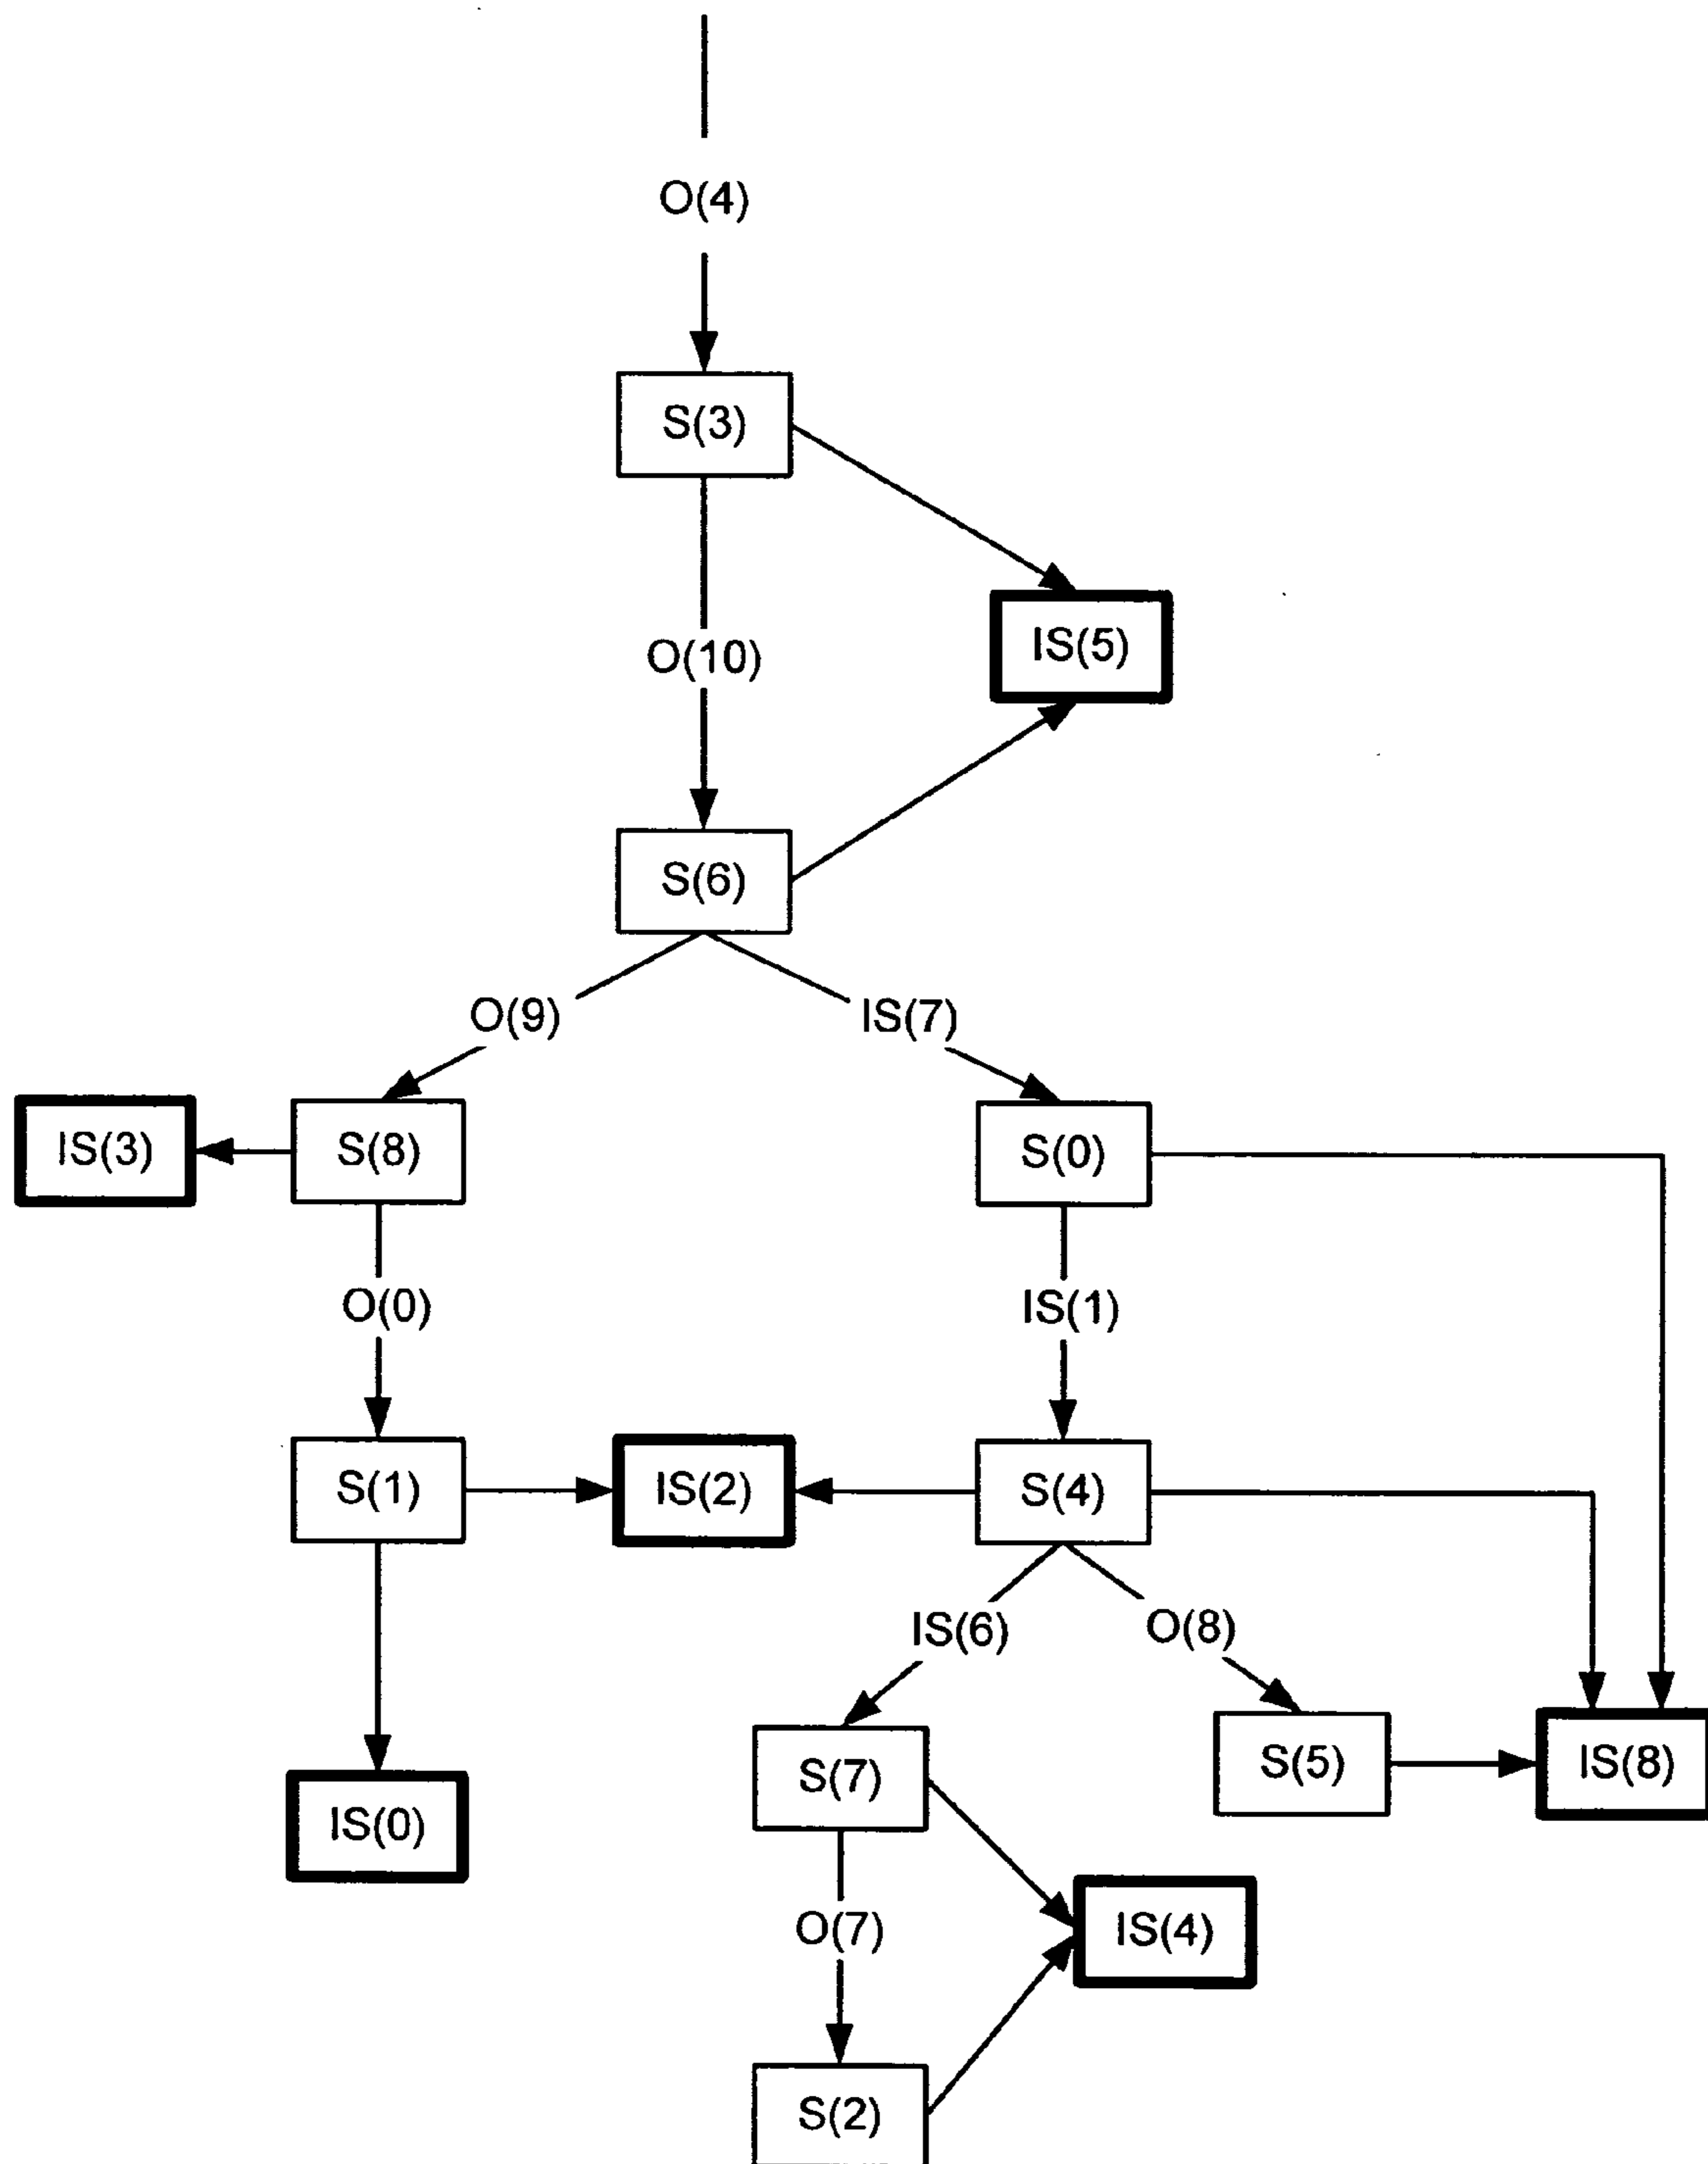 O(4)
S(3)
IS(5)
O(10)
S(6)
O(9)
IS(7)
IS(3)
S(8)
S(0)
O(0)
IS(1)
S(1)
IS(2)
S(4)
IS(6)
O(8)
S(7)
S(5)
IS(8)
IS(0)
O(7)
IS(4)
S(2)